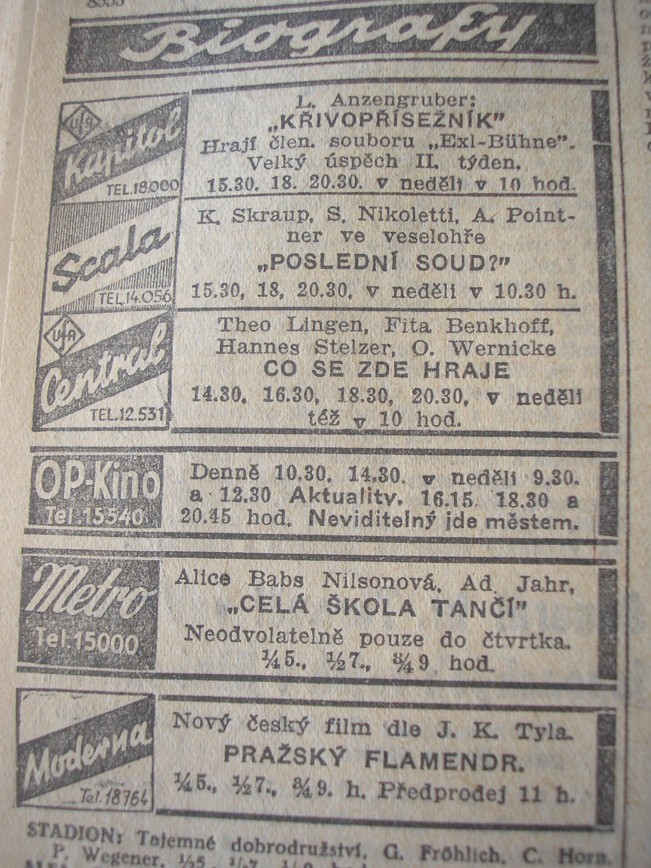 Biografy
Ufa
Kapitol
TEL.18.000
L. Anzengruber:
„KŘIVOPŘÍSEŽNÍK"
Hrají člen. souboru „Exl-Bühne".
Velký úspěch II. týden.
15.30. 18. 20.30. v neděli v 10 hod.
Scala
TEL.14.056
K. Skraup, S. Nikoletti, A. Point-
ner ve veselohře
„POSLEDNÍ SOUD?"
15.30, 18, 20.30, v neděli v 10.30 h.
UfA
Central
TEL.12.531
Theo Lingen, Fita Benkhoff,
Hannes Stelzer, O. Wernicke
CO SE ZDE HRAJE
14.30. 16.30, 18.30, 20.30, v neděli
též v 10 hod.
OP-Kino
Tel. 15540
Denně 10.30. 14.30. v neděli 9.30.
a 12.30 Aktuality. 16.15. 18.30 a
20.45 hod. Neviditelný jde městem.
Metro
Tel.15000
Alice Babs Nilsonová, Ad. Jahr,
„CELÁ ŠKOLA TANČÍ"
Neodvolatelně pouze do čtvrtka.
¼5., ½7., ¾9 hod.
Moderna
Tel. 18764
Nový český film dle J. K. Tyla.
PRAŽSKÝ FLAMENDR.
¼5., ½7., ¾9. h. Předprodej 11 h.
STADION: Tajemné dobrodružství. G. Fröhlich, C. Horn.
P. Wegener.